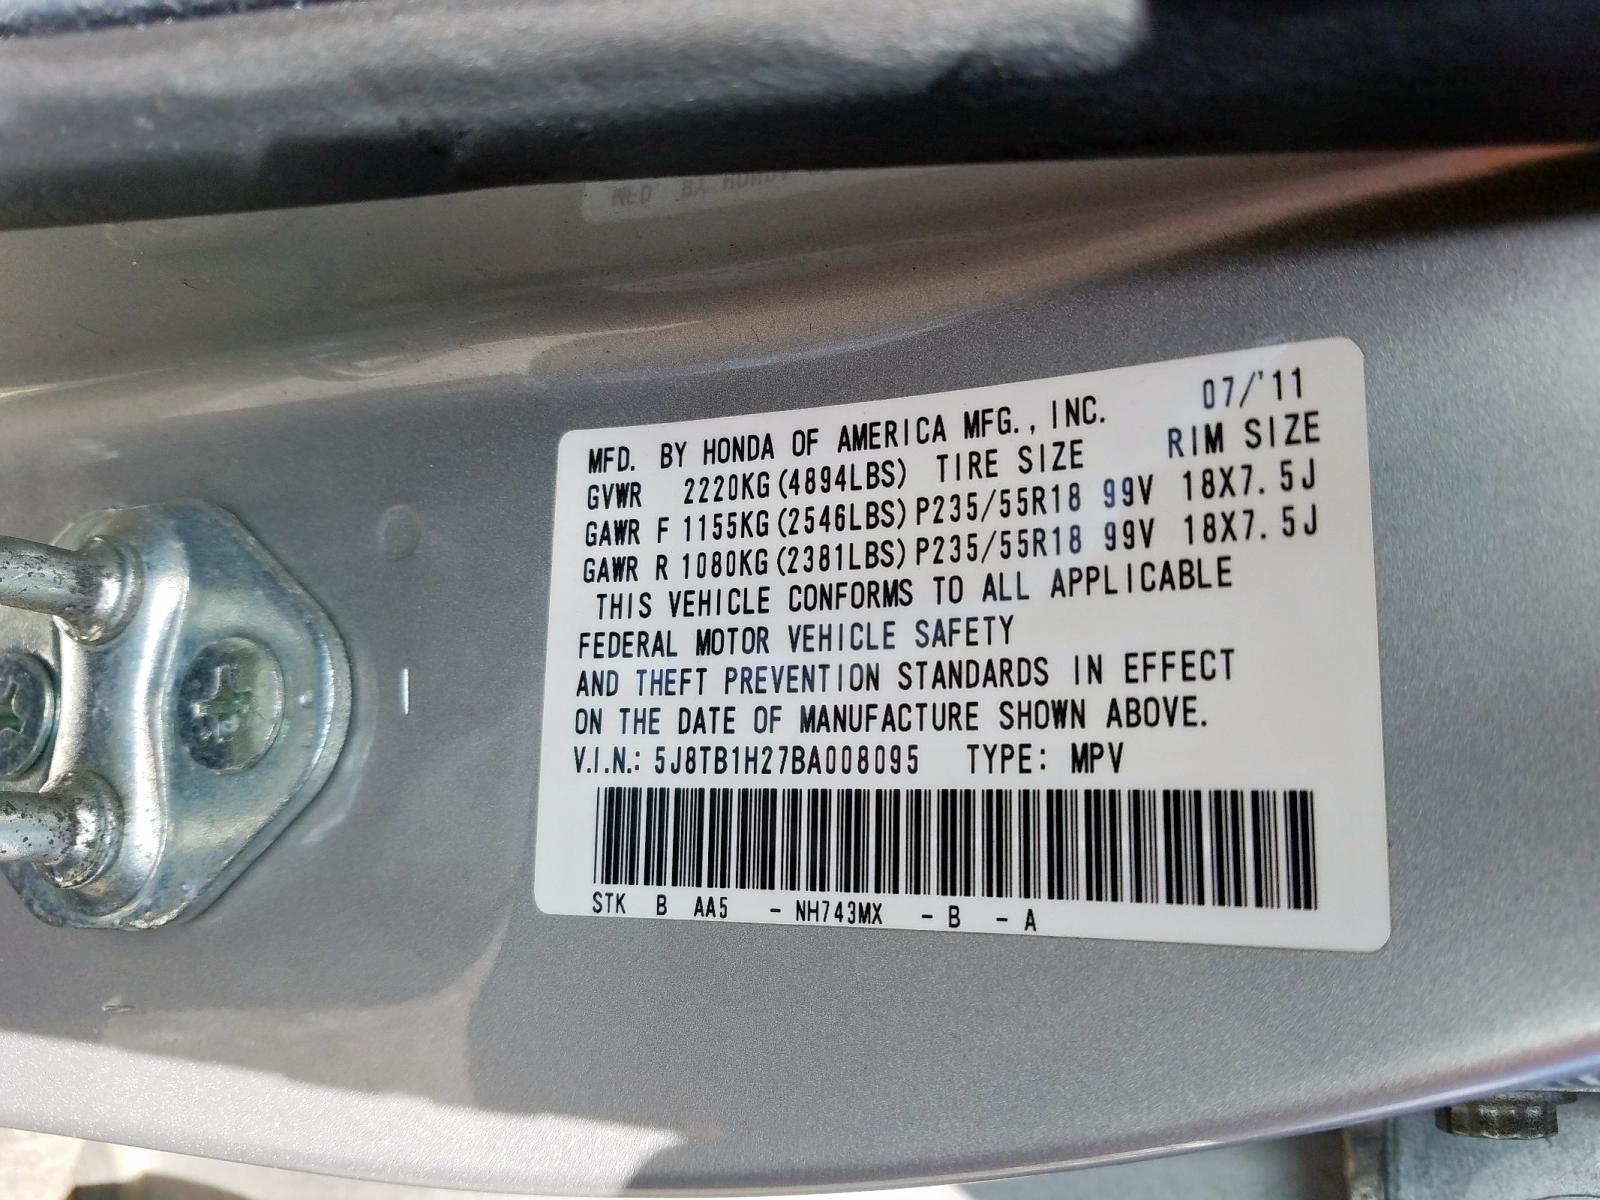 MFD. BY HONDA OF AMERICA MFG., INC. 07/'11
GVWR 2220KG(4894LBS) TIRE SIZE RIM SIZE
GAWR F 1155KG(2546LBS)P235/55R18 99V 18X7.5J
GAWR R 1080KG(2381LBS)P235/55R18 99V 18X7.5J
THIS VEHICLE CONFORMS TO ALL APPLICABLE
FEDERAL MOTOR VEHICLE SAFETY
AND THEFT PREVENTION STANDARDS IN EFFECT
ON THE DATE OF MANUFACTURE SHOWN ABOVE.
V.I.N.: 5J8TB1H27BA008095 TYPE: MPV
STK B AA5 - NH743MX - B - A